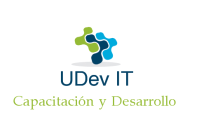 UDev IT
Capacitación y Desarrollo